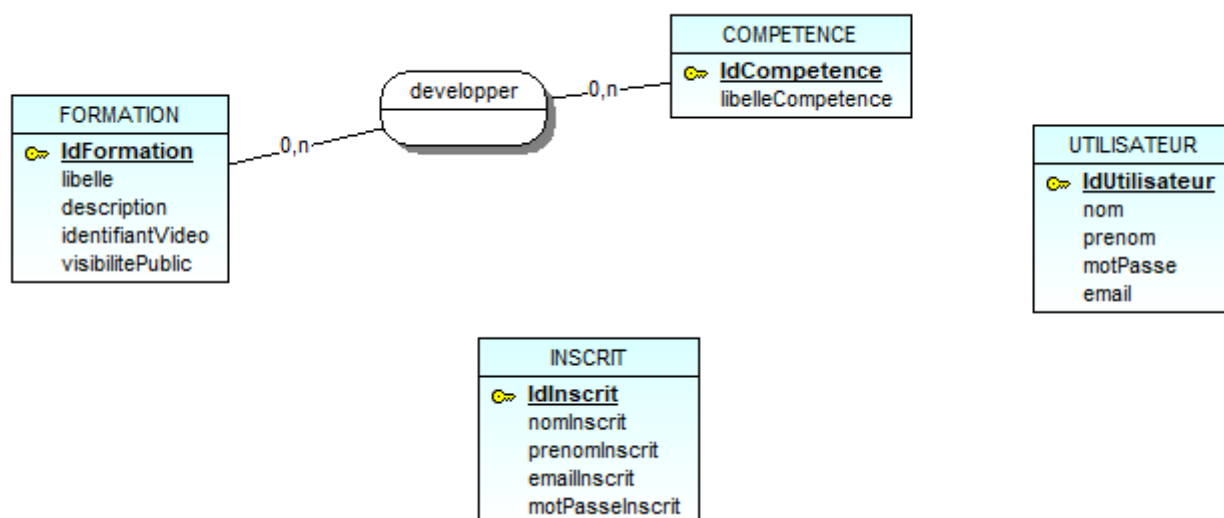 COMPETENCE
IdCompetence
libelleCompetence
developper
0,n
0,n
FORMATION
IdFormation
libelle
description
identifiantVideo
visibilitePublic
UTILISATEUR
IdUtilisateur
nom
prenom
motPasse
email
INSCRIT
IdInscrit
nomInscrit
prenomInscrit
emailInscrit
motPasseInscrit